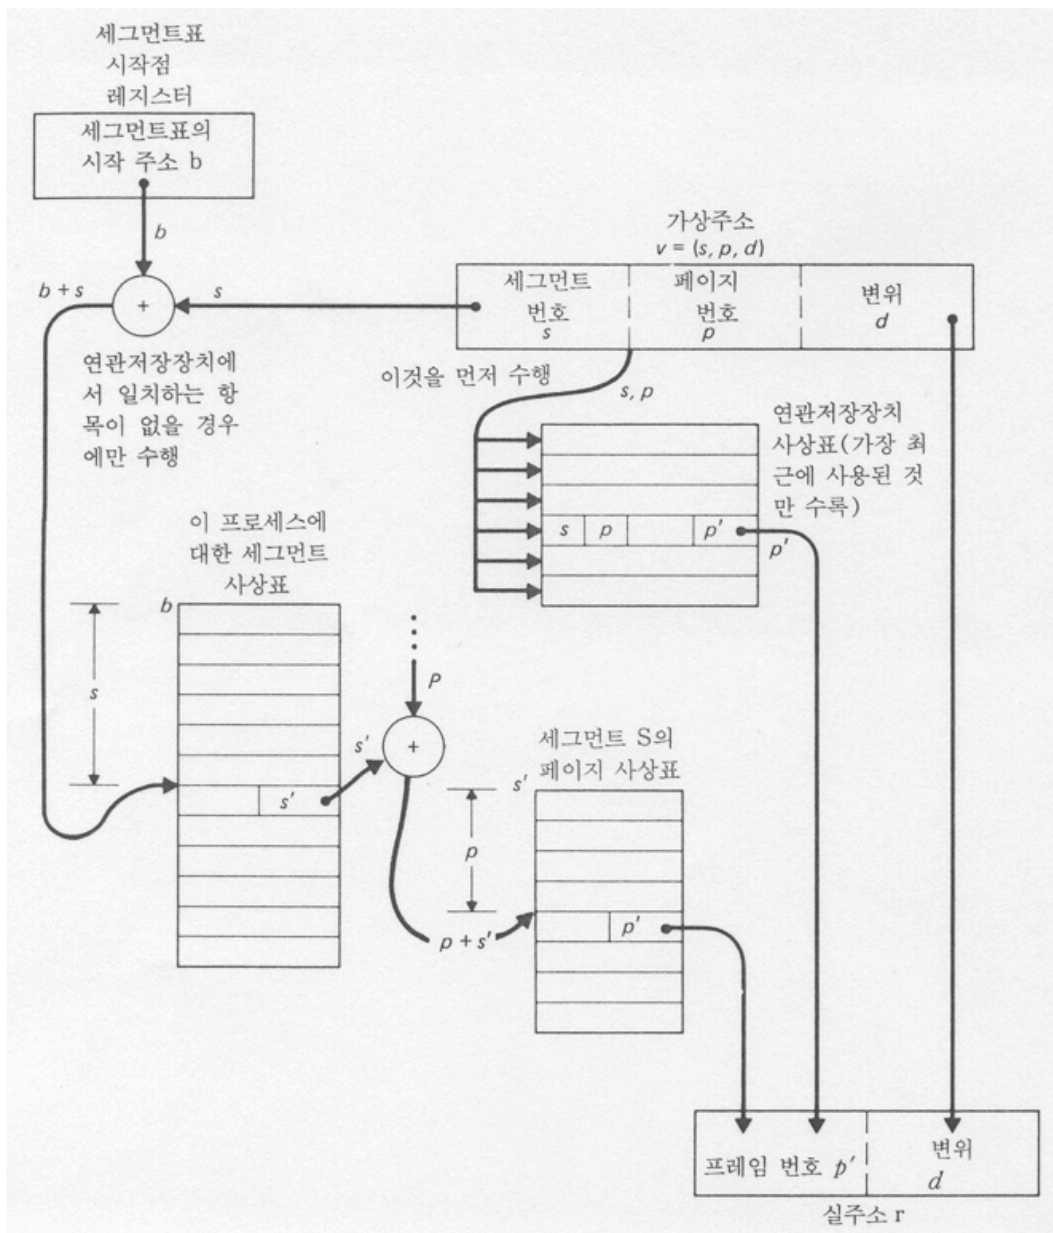 세그먼트표
시작점
레지스터
세그먼트표의
시작 주소 b
b
가상주소
v = (s, p, d)
세그먼트
번호
s
페이지
번호
p
변위
d
b + s
+
s
연관저장장치에
서 일치하는 항
목이 없을 경우
에만 수행
이것을 먼저 수행
s, p
연관저장장치
사상표(가장 최
근에 사용된 것
만 수록)
s p p′
p′
이 프로세스에
대한 세그먼트
사상표
b
s
s′
p
s′
+
세그먼트 S의
페이지 사상표
s′
p
p + s′
p′
프레임 번호 p′
변위
d
실주소 r